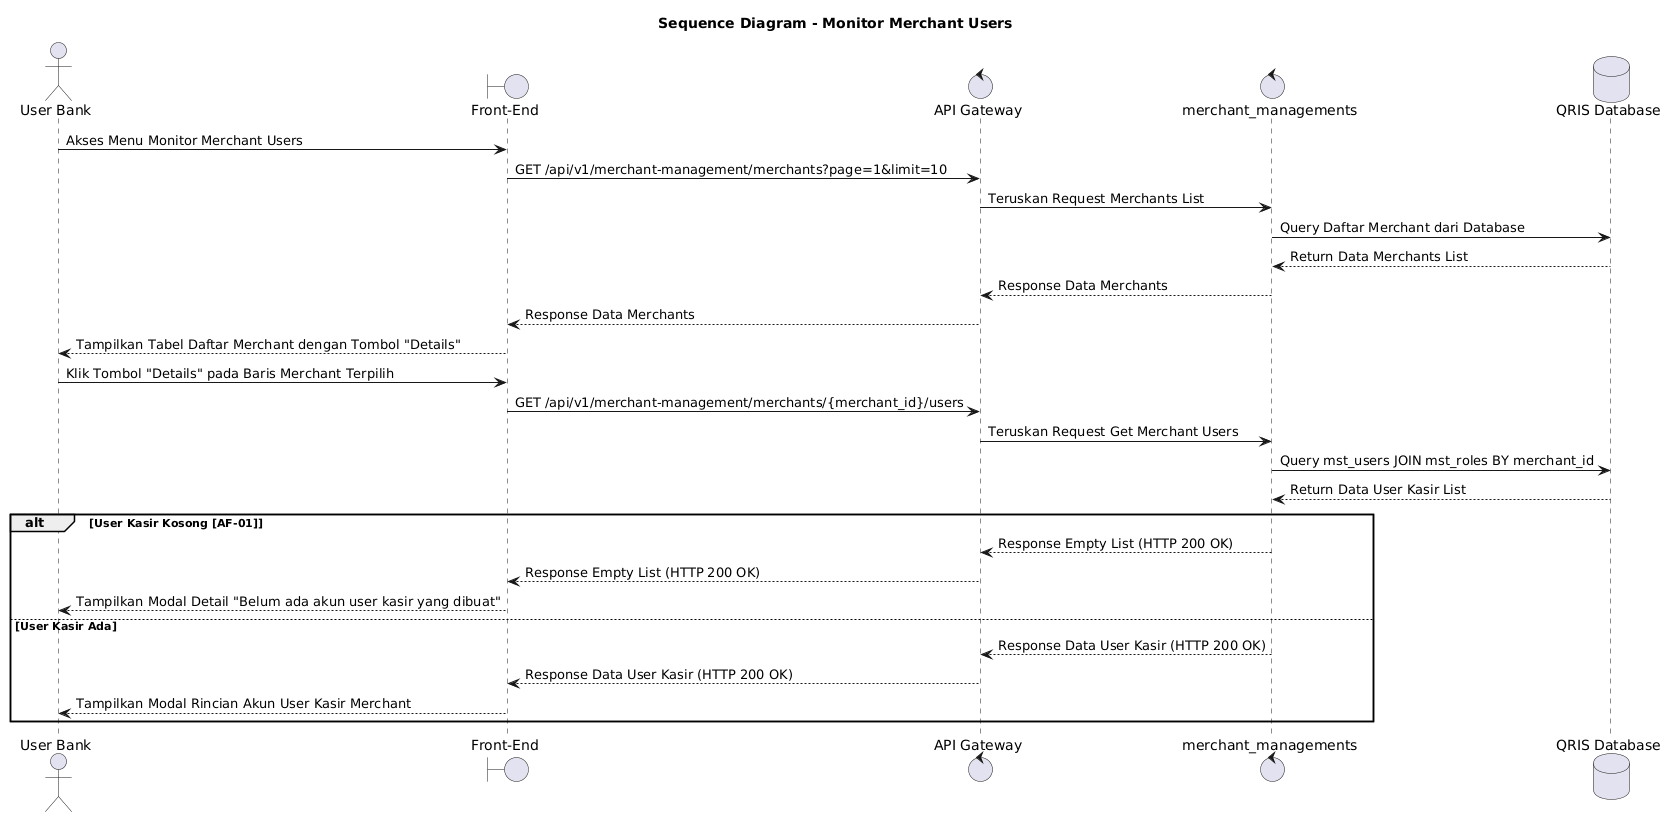 Sequence Diagram - Monitor Merchant Users
User Bank
Front-End
API Gateway
merchant_managements
QRIS Database
Akses Menu Monitor Merchant Users
GET /api/v1/merchant-management/merchants?page=1&limit=10
Teruskan Request Merchants List
Query Daftar Merchant dari Database
Return Data Merchants List
Response Data Merchants
Response Data Merchants
Tampilkan Tabel Daftar Merchant dengan Tombol "Details"
Klik Tombol "Details" pada Baris Merchant Terpilih
GET /api/v1/merchant-management/merchants/{merchant_id}/users
Teruskan Request Get Merchant Users
Query mst_users JOIN mst_roles BY merchant_id
Return Data User Kasir List
alt
[User Kasir Kosong [AF-01]]
Response Empty List (HTTP 200 OK)
Response Empty List (HTTP 200 OK)
Tampilkan Modal Detail "Belum ada akun user kasir yang dibuat"
[User Kasir Ada]
Response Data User Kasir (HTTP 200 OK)
Response Data User Kasir (HTTP 200 OK)
Tampilkan Modal Rincian Akun User Kasir Merchant
User Bank
Front-End
API Gateway
merchant_managements
QRIS Database